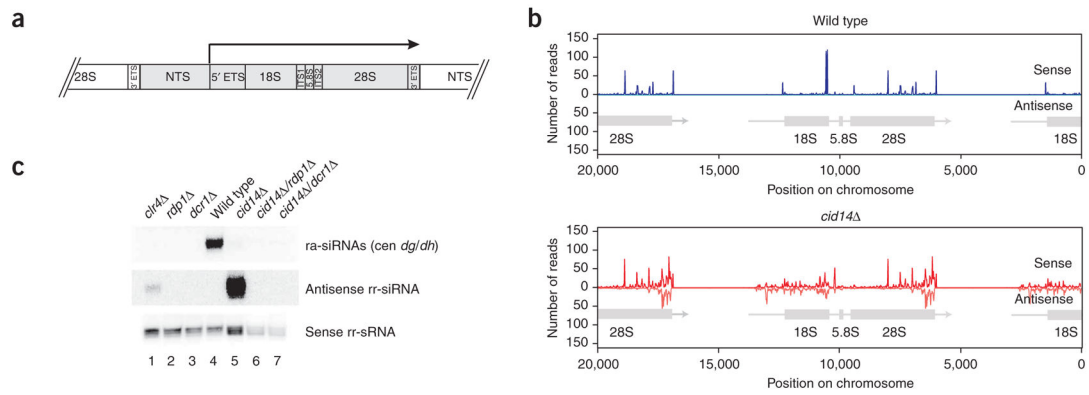 a
28S
3′ ETS
NTS
5′ ETS
18S
ITS1
5.8S
ITS2
28S
3′ ETS
NTS
b
Wild type
Number of reads
150
100
50
0
50
100
150
Sense
Antisense
28S
18S
5.8S
28S
18S
20,000
15,000
10,000
5,000
0
Position on chromosome
cid14Δ
Number of reads
150
100
50
0
50
100
150
Sense
Antisense
28S
18S
5.8S
28S
18S
20,000
15,000
10,000
5,000
0
Position on chromosome
c
clr4Δ
rdp1Δ
dcr1Δ
Wild type
cid14Δ
cid14Δ/rdp1Δ
cid14Δ/dcr1Δ
ra-siRNAs (cen dg/dh)
Antisense rr-siRNA
Sense rr-sRNA
1 2 3 4 5 6 7